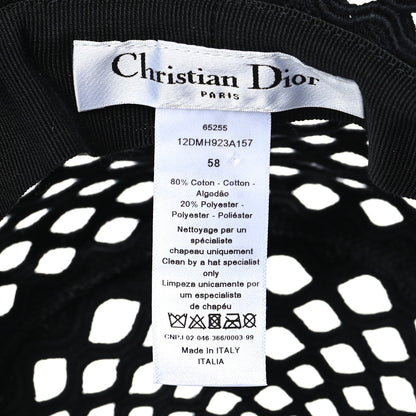 Christian Dior
PARIS
65255
12DMH923A157
58
80% Coton - Cotton -
Algodão
20% Polyester -
Polyester - Poliéster
Nettoyage par un
spécialiste
chapeau uniquement
Clean by a hat specialist
only
Limpeza unicamente por
um especialista
de chapéu
CNPJ 02 046 366/0003 99
Made In ITALY
ITALIA